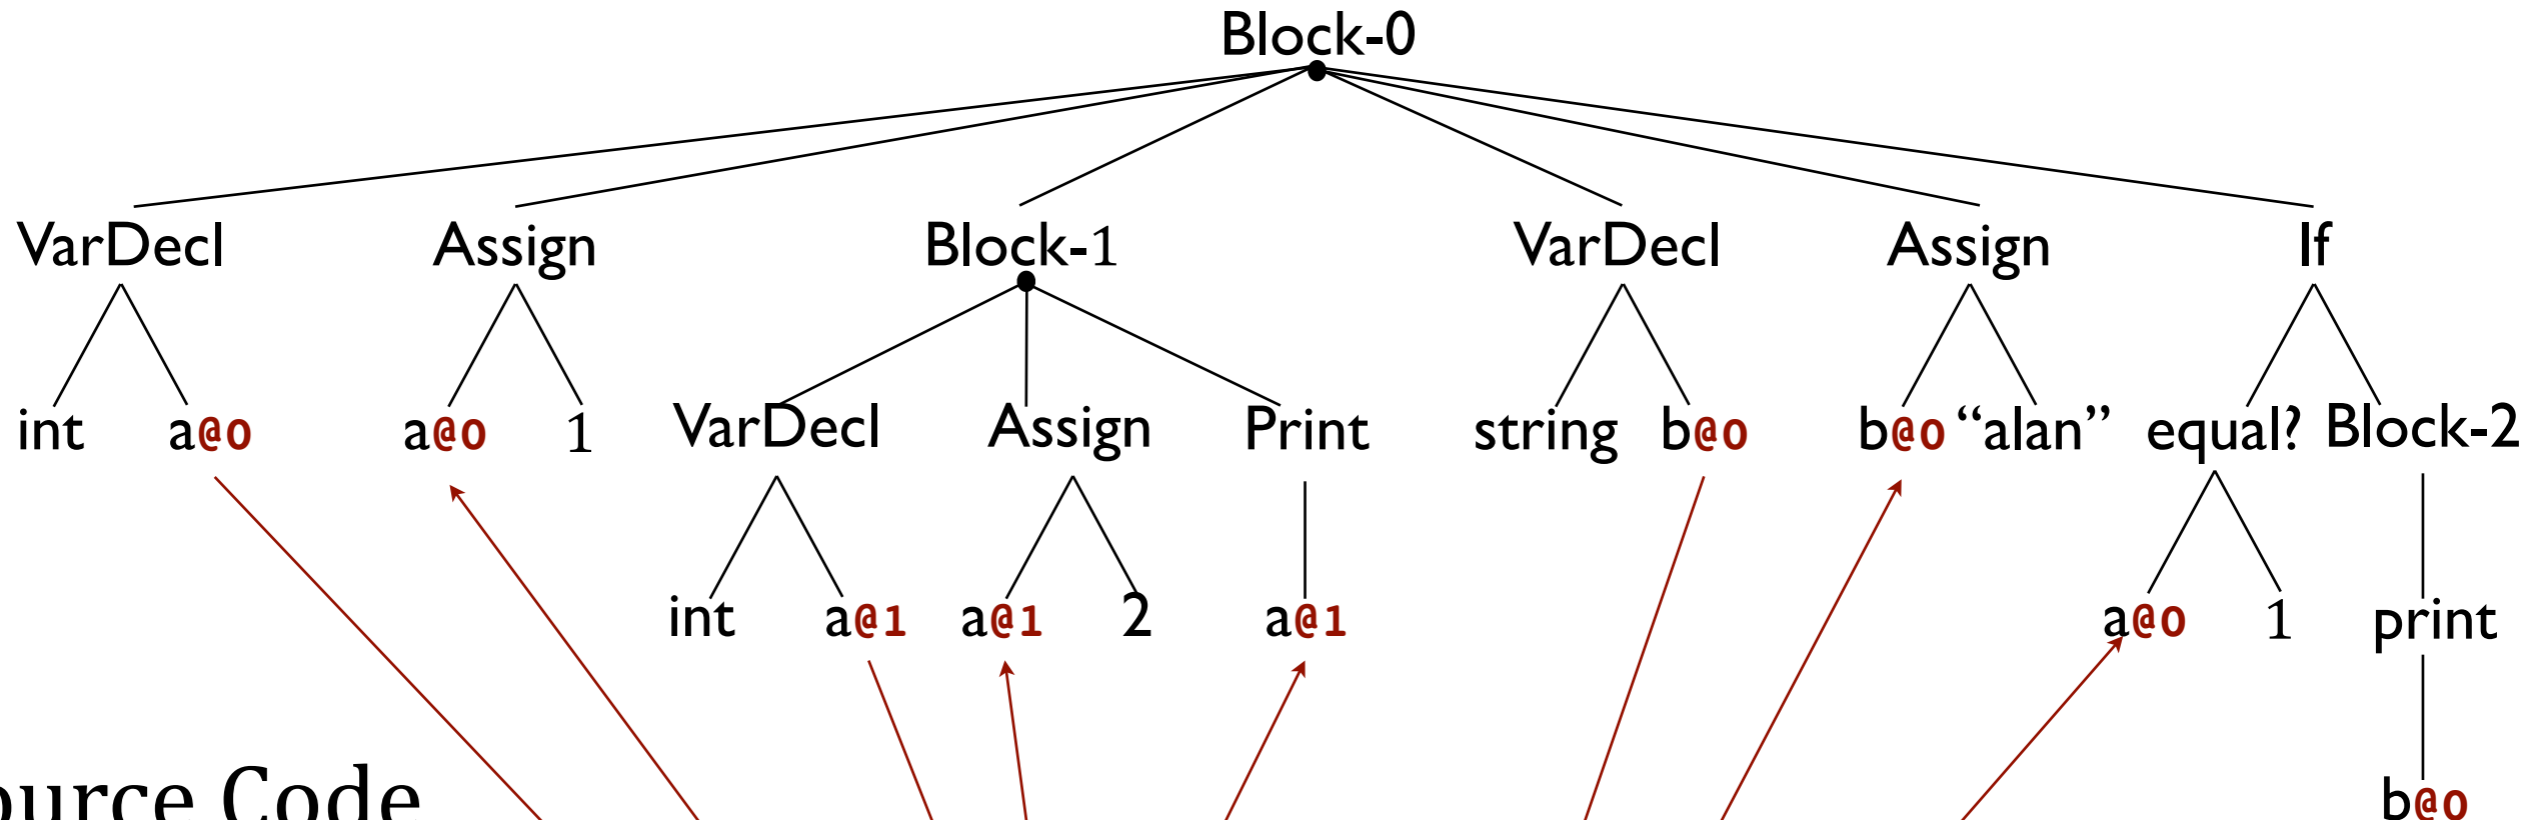 Block-0
VarDecl Assign Block-1 VarDecl Assign If
int a@0 a@0 1 VarDecl Assign Print string b@0 b@0 “alan” equal? Block-2
int a@1 a@1 2 a@1 a@0 1 print
Code
b@0